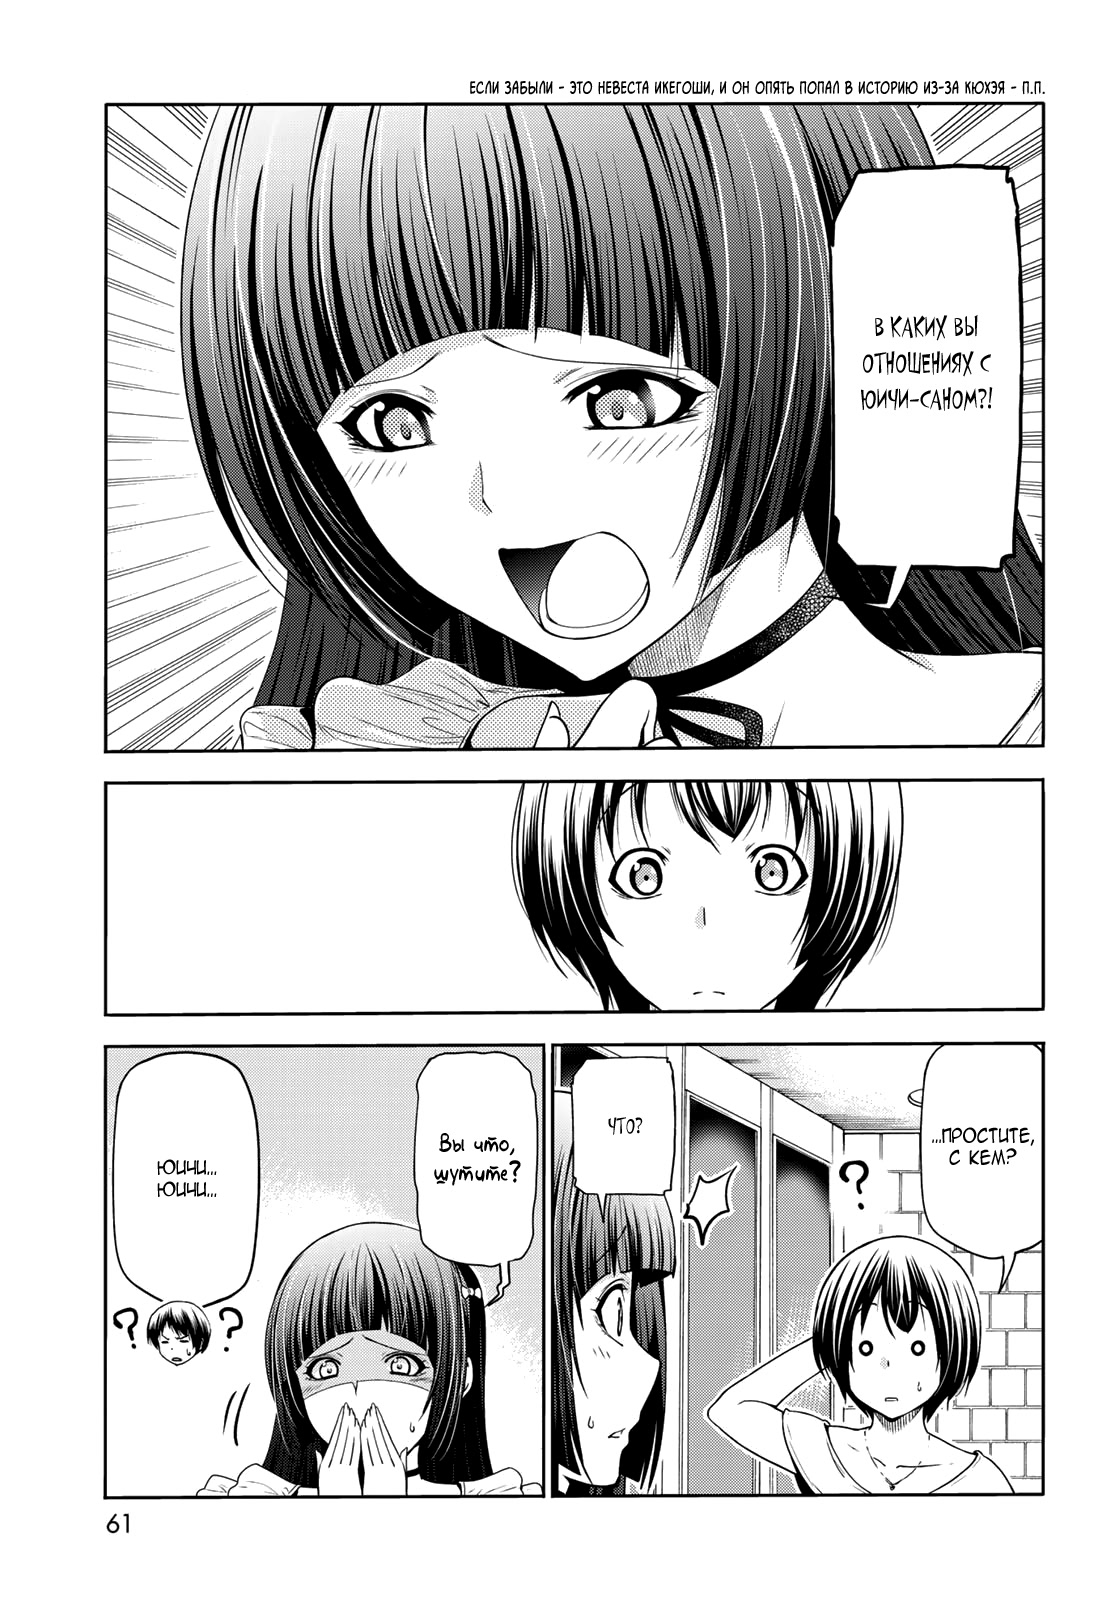 ЕСЛИ ЗАБЫЛИ - ЭТО НЕВЕСТА ИКЕГОШИ, И ОН ОПЯТЬ ПОПАЛ В ИСТОРИЮ ИЗ-ЗА КЮХЭЯ - П.П.
В КАКИХ ВЫ
ОТНОШЕНИЯХ С
ЮИЧИ-САНОМ?!
...ПРОСТИТЕ,
С КЕМ?
?
ЧТО?
Вы что,
шутите?
ЮИЧИ...
ЮИЧИ...
? ?
61